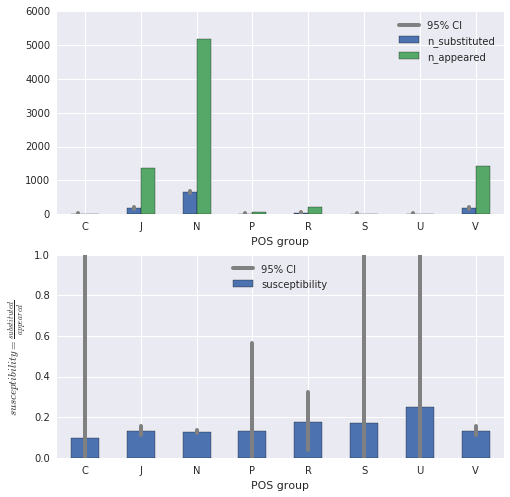 6000
5000
4000
3000
2000
1000
0
95% CI
n_substituted
n_appeared
C J N P R S U V
POS group
1.0
0.8
0.6
0.4
0.2
0.0
susceptibility = substituted/appeared
95% CI
susceptibility
C J N P R S U V
POS group